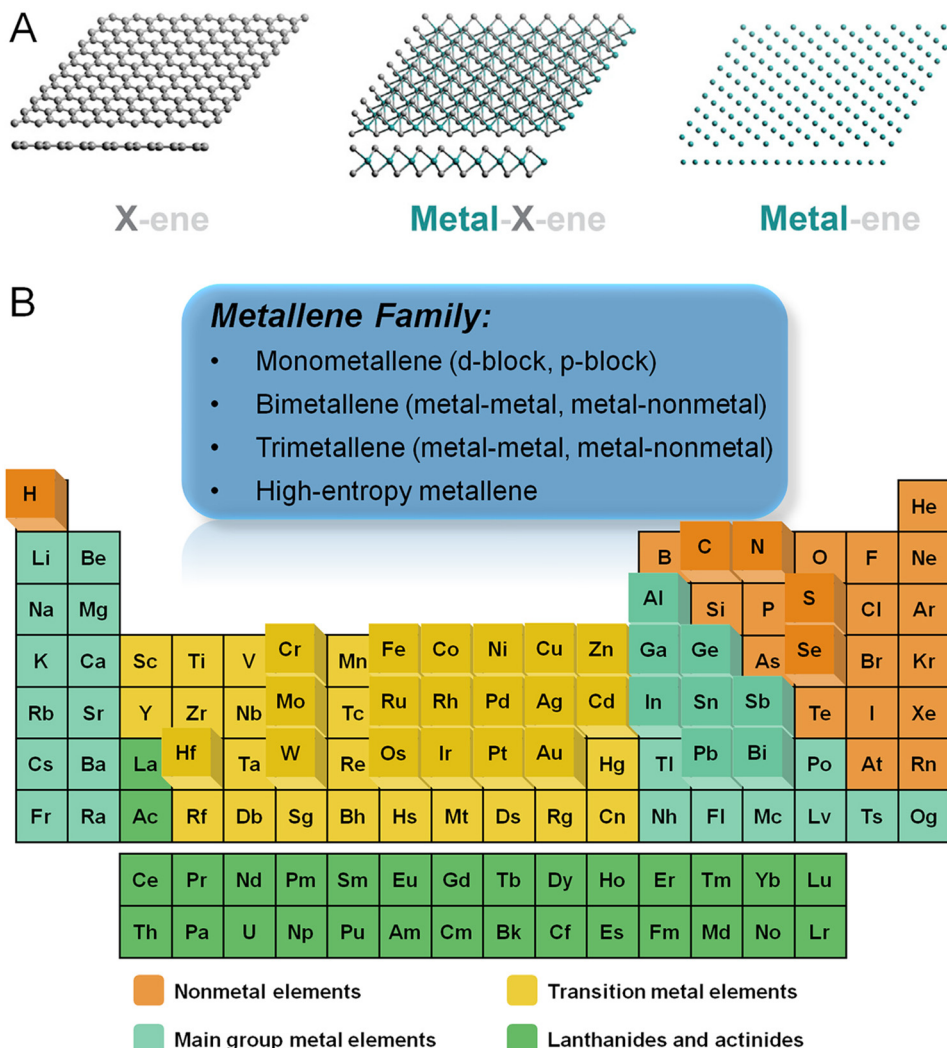 A
X-ene
Metal-X-ene
Metal-ene
B
Metallene Family:
• Monometallene (d-block, p-block)
• Bimetallene (metal-metal, metal-nonmetal)
• Trimetallene (metal-metal, metal-nonmetal)
• High-entropy metallene
H He
Li Be B C N O F Ne
Na Mg Al Si P S Cl Ar
K Ca Sc Ti V Cr Mn Fe Co Ni Cu Zn Ga Ge As Se Br Kr
Rb Sr Y Zr Nb Mo Tc Ru Rh Pd Ag Cd In Sn Sb Te I Xe
Cs Ba La Hf Ta W Re Os Ir Pt Au Hg Tl Pb Bi Po At Rn
Fr Ra Ac Rf Db Sg Bh Hs Mt Ds Rg Cn Nh Fl Mc Lv Ts Og
Ce Pr Nd Pm Sm Eu Gd Tb Dy Ho Er Tm Yb Lu
Th Pa U Np Pu Am Cm Bk Cf Es Fm Md No Lr
Nonmetal elements Transition metal elements
Main group metal elements Lanthanides and actinides